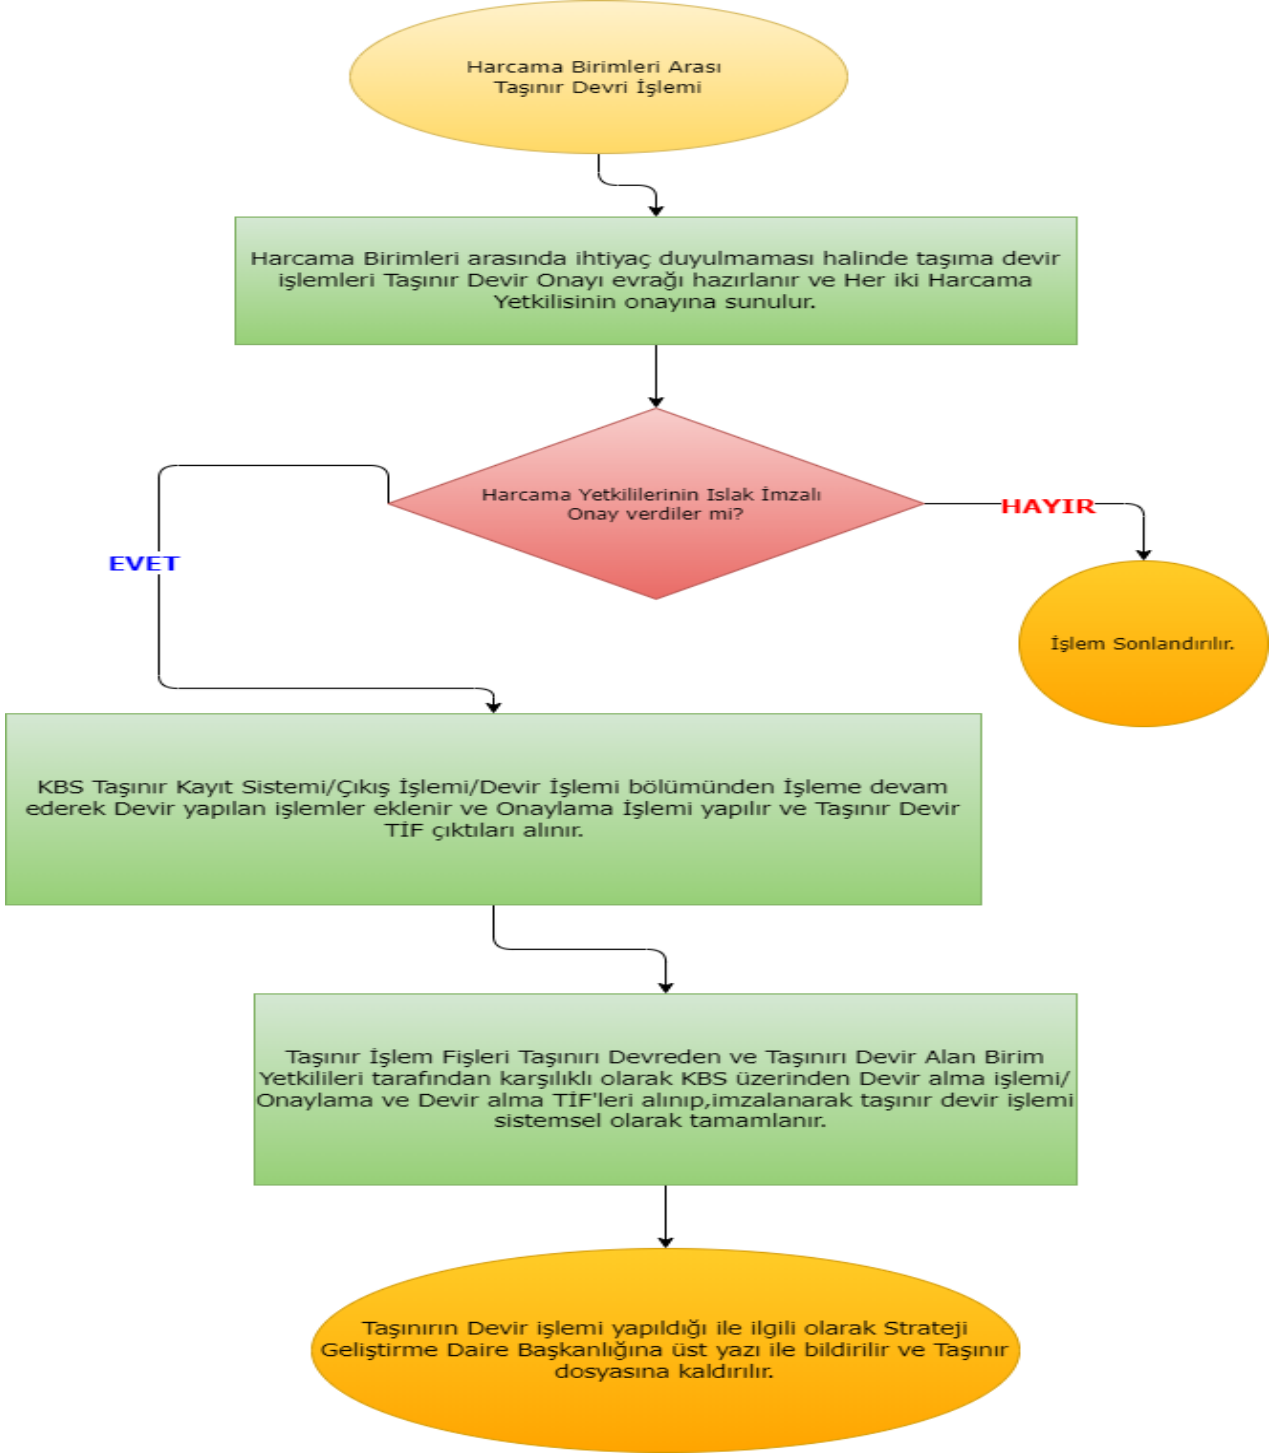 Harcama Birimleri Arası
Taşınır Devri İşlemi
Harcama Birimleri arasında ihtiyaç duyulmaması halinde taşıma devir
işlemleri Taşınır Devir Onayı evrağı hazırlanır ve Her iki Harcama
Yetkilisinin onayına sunulur.
Harcama Yetkililerinin Islak İmzalı
Onay verdiler mi?
HAYIR
EVET
İşlem Sonlandırılır.
KBS Taşınır Kayıt Sistemi/Çıkış İşlemi/Devir İşlemi bölümünden İşleme devam
ederek Devir yapılan işlemler eklenir ve Onaylama İşlemi yapılır ve Taşınır Devir
TİF çıktıları alınır.
Taşınır İşlem Fişleri Taşınırı Devreden ve Taşınırı Devir Alan Birim
Yetkilileri tarafından karşılıklı olarak KBS üzerinden Devir alma işlemi/
Onaylama ve Devir alma TİF'leri alınıp,imzalanarak taşınır devir işlemi
sistemsel olarak tamamlanır.
Taşınırın Devir işlemi yapıldığı ile ilgili olarak Strateji
Geliştirme Daire Başkanlığına üst yazı ile bildirilir ve Taşınır
dosyasına kaldırılır.